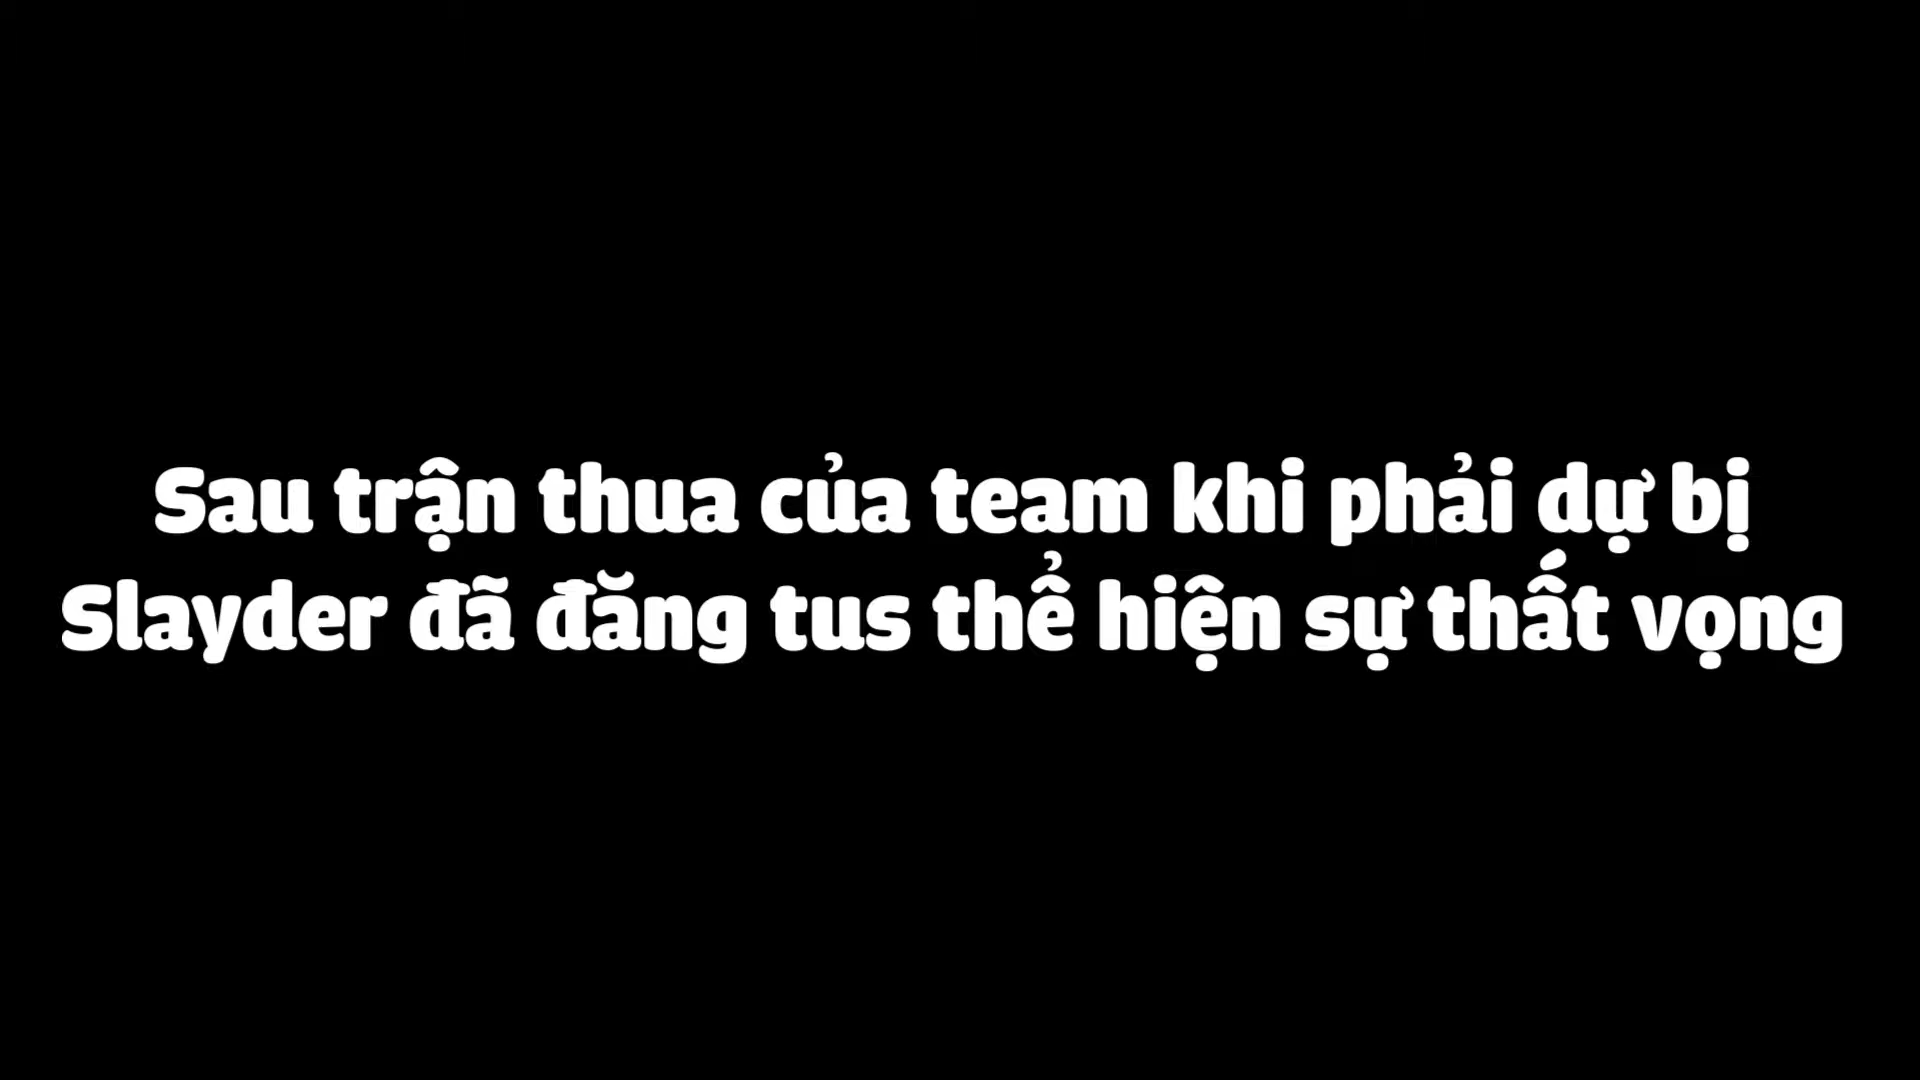 Sau trận thua của team khi phải dự bị
Slayder đã đăng tus thể hiện sự thất vọng